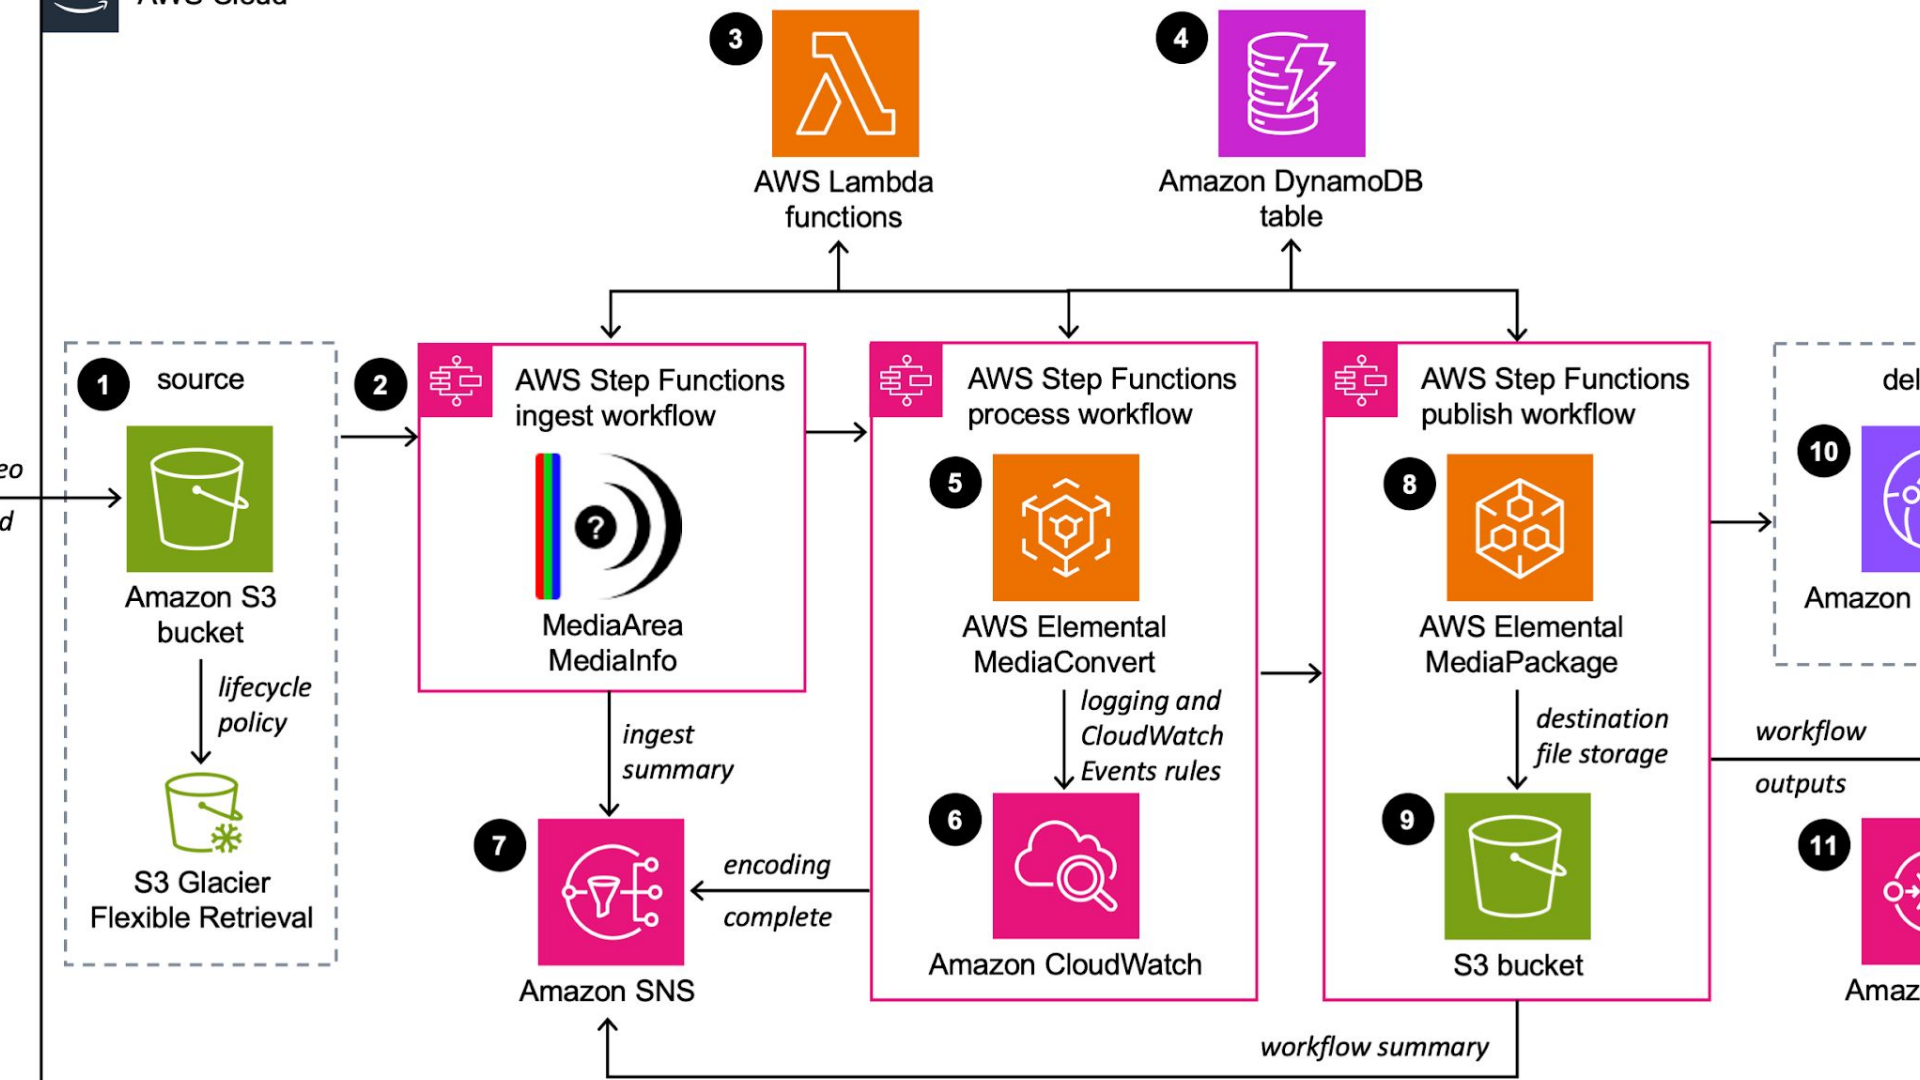 AWS Cloud
3
4
AWS Lambda
functions
Amazon DynamoDB
table
1
source
2
AWS Step Functions
ingest workflow
AWS Step Functions
process workflow
AWS Step Functions
publish workflow
10
5
8
?
Amazon S3
bucket
MediaArea
MediaInfo
AWS Elemental
MediaConvert
AWS Elemental
MediaPackage
Amazon
lifecycle
policy
ingest
summary
logging and
CloudWatch
Events rules
destination
file storage
workflow
outputs
7
6
9
11
S3 Glacier
Flexible Retrieval
encoding
complete
Amazon SNS
Amazon CloudWatch
S3 bucket
workflow summary